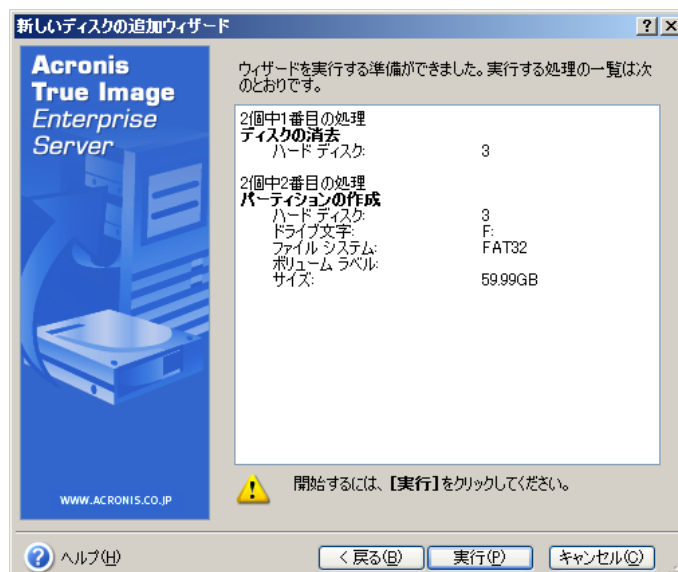 新しいディスクの追加ウィザード
Acronis
True Image
Enterprise
Server
ウィザードを実行する準備ができました。実行する処理の一覧は次
のとおりです。
2個中1番目の処理
ディスクの消去
ハード ディスク: 3
2個中2番目の処理
パーティションの作成
ハード ディスク: 3
ドライブ文字: F:
ファイル システム: FAT32
ボリューム ラベル:
サイズ: 59.99GB
開始するには、[実行]をクリックしてください。
WWW.ACRONIS.CO.JP
ヘルプ(H)
< 戻る(B)
実行(P)
キャンセル(C)